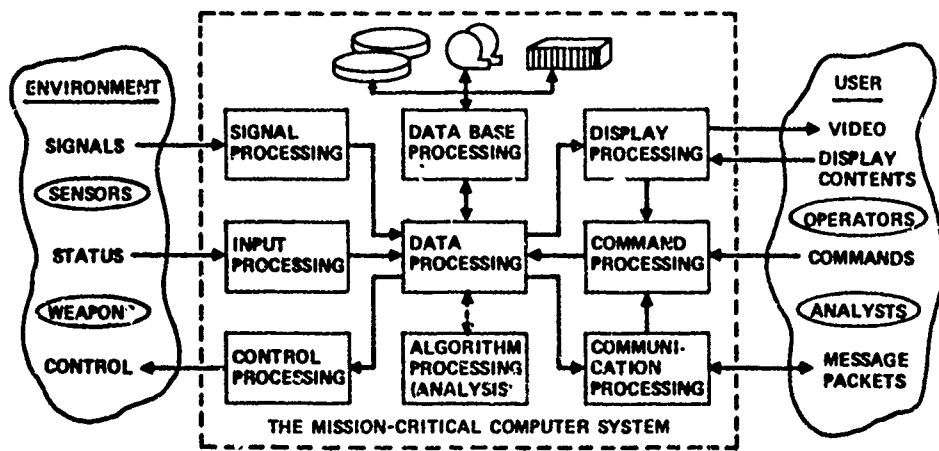 ENVIRONMENT
SIGNALS
SENSORS
STATUS
WEAPON
CONTROL
SIGNAL
PROCESSING
INPUT
PROCESSING
CONTROL
PROCESSING
DATA BASE
PROCESSING
DATA
PROCESSING
ALGORITHM
PROCESSING
(ANALYSIS
DISPLAY
PROCESSING
COMMAND
PROCESSING
COMMUNI-
CATION
PROCESSING
USER
VIDEO
DISPLAY
CONTENTS
OPERATORS
COMMANDS
ANALYSTS
MESSAGE
PACKETS
THE MISSION-CRITICAL COMPUTER SYSTEM